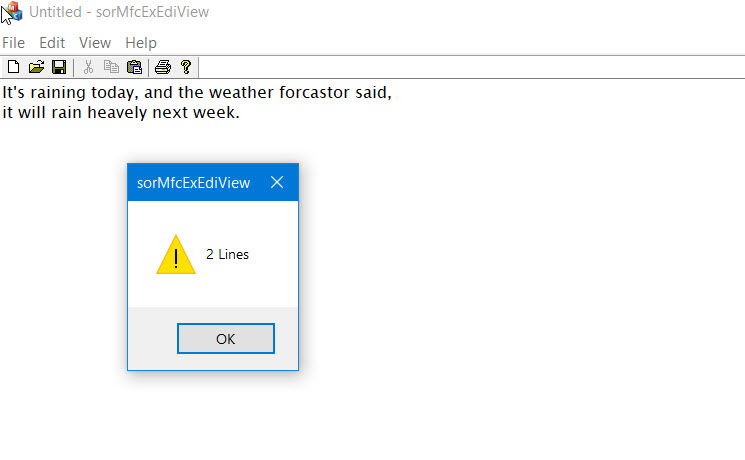 Untitled - sorMfcExEdiView
File Edit View Help
It's raining today, and the weather forcastor said,
it will rain heavely next week.
sorMfcExEdiView
2 Lines
OK